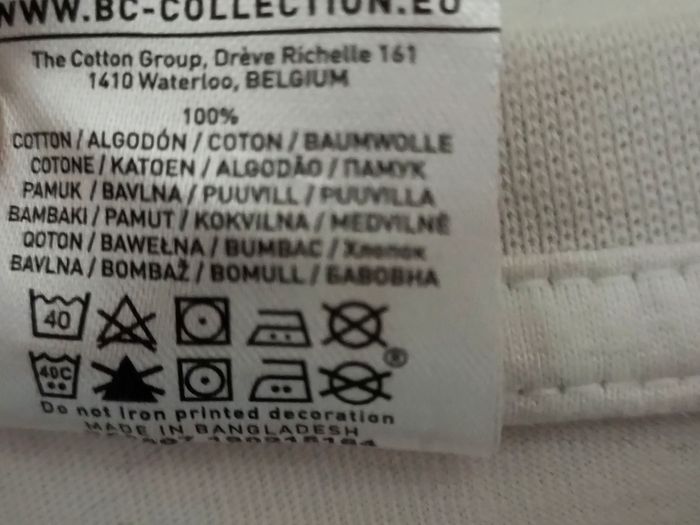 WWW.BC-COLLECTION.EU
The Cotton Group, Drève Richelle 161
1410 Waterloo, BELGIUM
100%
COTTON / ALGODÓN / COTON / BAUMWOLLE
COTONE / KATOEN / ALGODÃO / ПАМУК
PAMUK / BAVLNA / PUUVILL / PUUVILLA
BAMBAKI / PAMUT / KOKVILNA / MEDVILNĖ
QOTON / BAWEŁNA / BUMBAC / Хлопок
BAVLNA / BOMBAŽ / BOMULL / БАВОВНА
40
®
40C
Do not iron printed decoration
MADE IN BANGLADESH